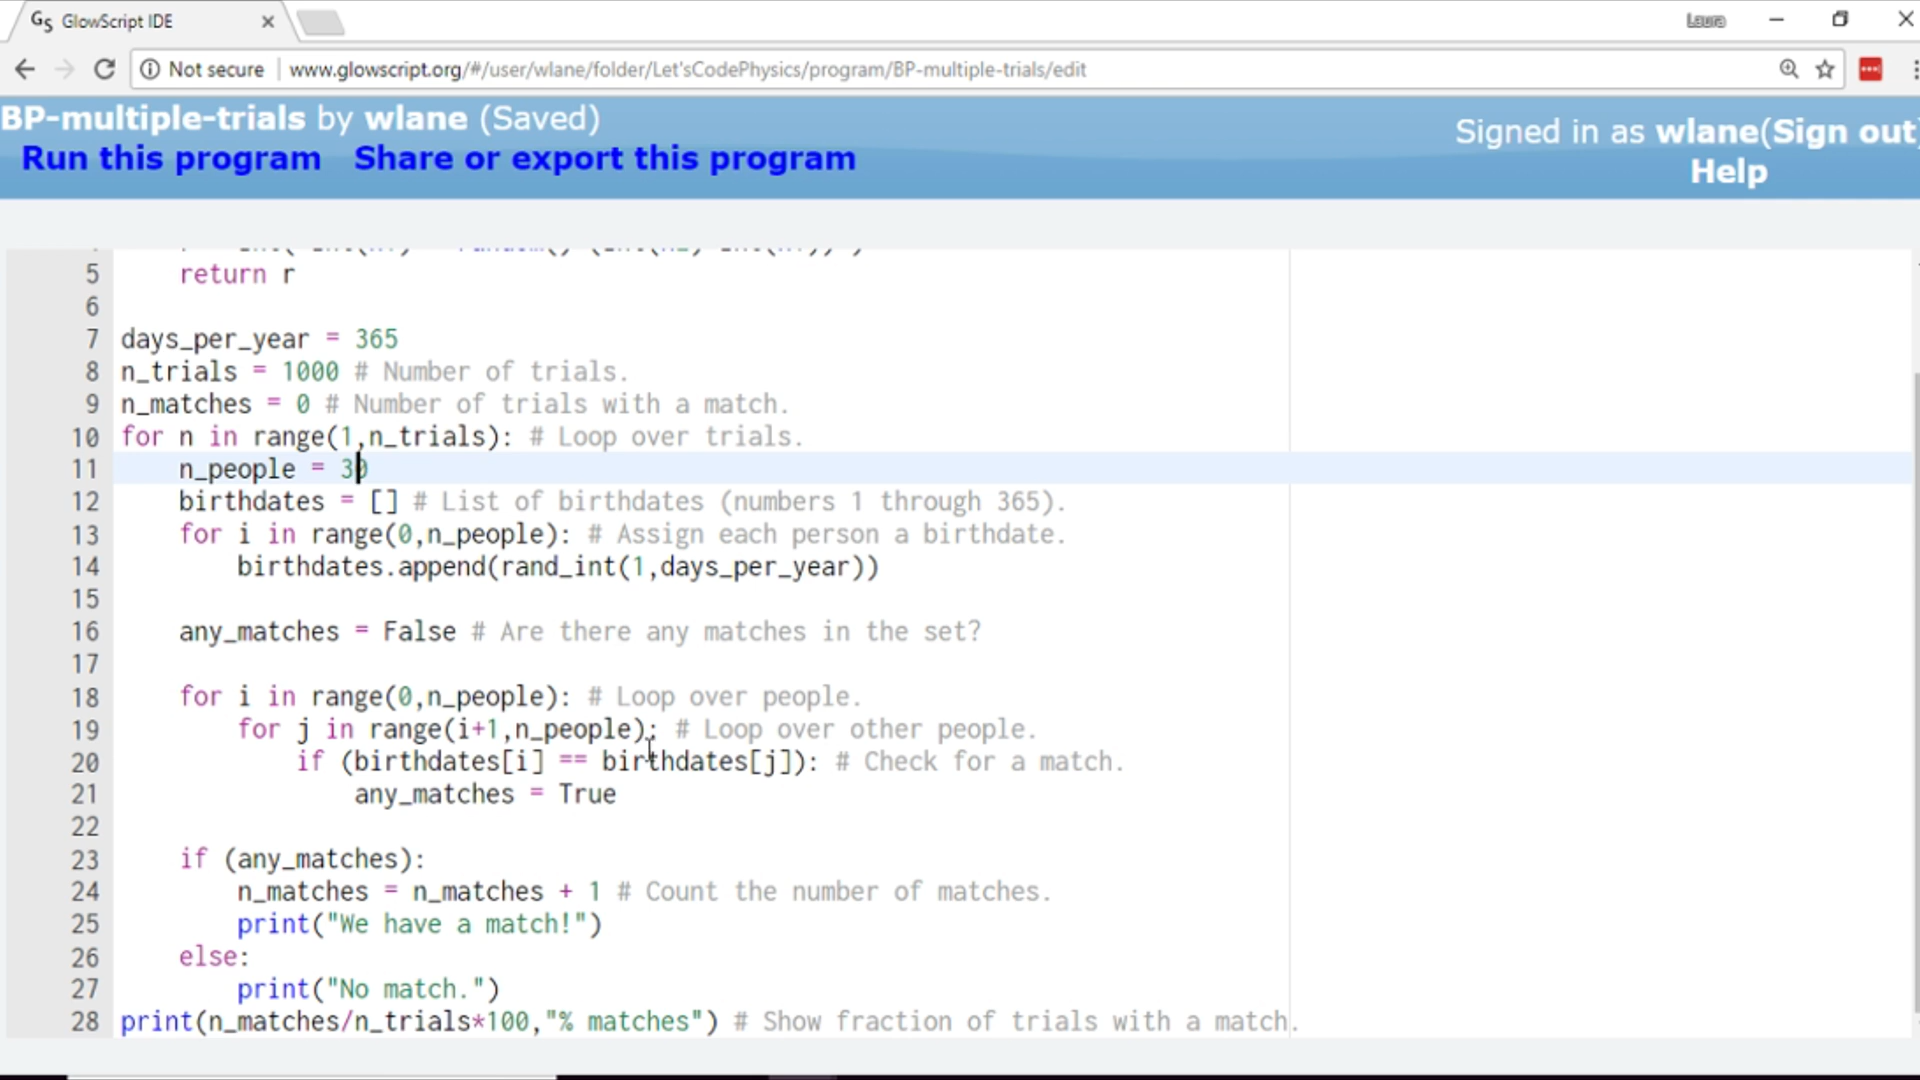 GS GlowScript IDE
Laura
Not secure www.glowscript.org/#/user/wlane/folder/Let'sCodePhysics/program/BP-multiple-trials/edit
BP-multiple-trials by wlane (Saved)
Signed in as wlane(Sign out)
Run this program Share or export this program
Help
5 return r
6
7 days_per_year = 365
8 n_trials = 1000 # Number of trials.
9 n_matches = 0 # Number of trials with a match.
10 for n in range(1,n_trials): # Loop over trials.
11 n_people = 30
12 birthdates = [] # List of birthdates (numbers 1 through 365).
13 for i in range(0,n_people): # Assign each person a birthdate.
14 birthdates.append(rand_int(1,days_per_year))
15
16 any_matches = False # Are there any matches in the set?
17
18 for i in range(0,n_people): # Loop over people.
19 for j in range(i+1,n_people): # Loop over other people.
20 if (birthdates[i] == birthdates[j]): # Check for a match.
21 any_matches = True
22
23 if (any_matches):
24 n_matches = n_matches + 1 # Count the number of matches.
25 print("We have a match!")
26 else:
27 print("No match.")
28 print(n_matches/n_trials*100,"% matches") # Show fraction of trials with a match.